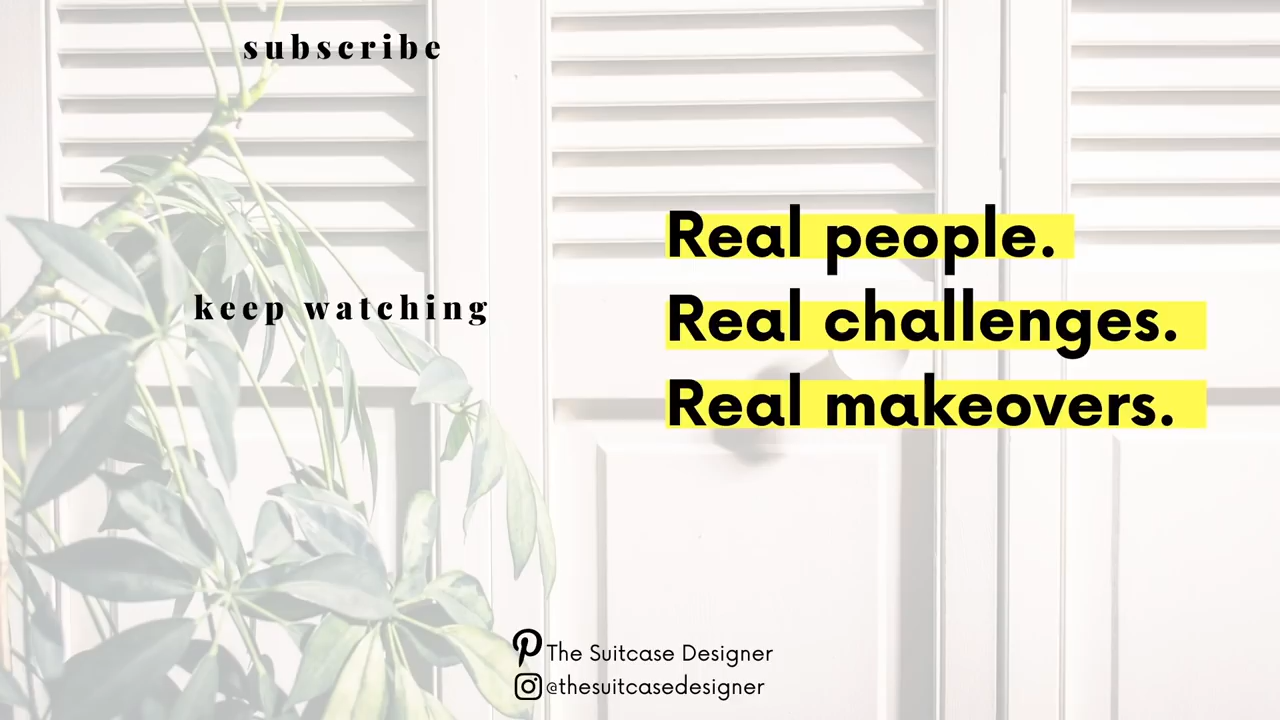 subscribe
keep watching
Real people.
Real challenges.
Real makeovers.
The Suitcase Designer
@thesuitcasedesigner